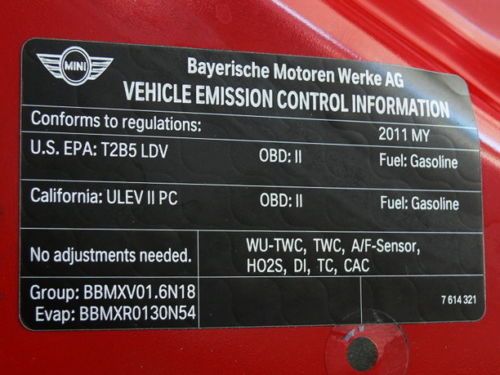 MINI
Bayerische Motoren Werke AG
VEHICLE EMISSION CONTROL INFORMATION
Conforms to regulations: 2011 MY
U.S. EPA: T2B5 LDV OBD: II Fuel: Gasoline
California: ULEV II PC OBD: II Fuel: Gasoline
No adjustments needed.
WU-TWC, TWC, A/F-Sensor,
HO2S, DI, TC, CAC
Group: BBMXV01.6N18
Evap: BBMXR0130N54
7 614 321